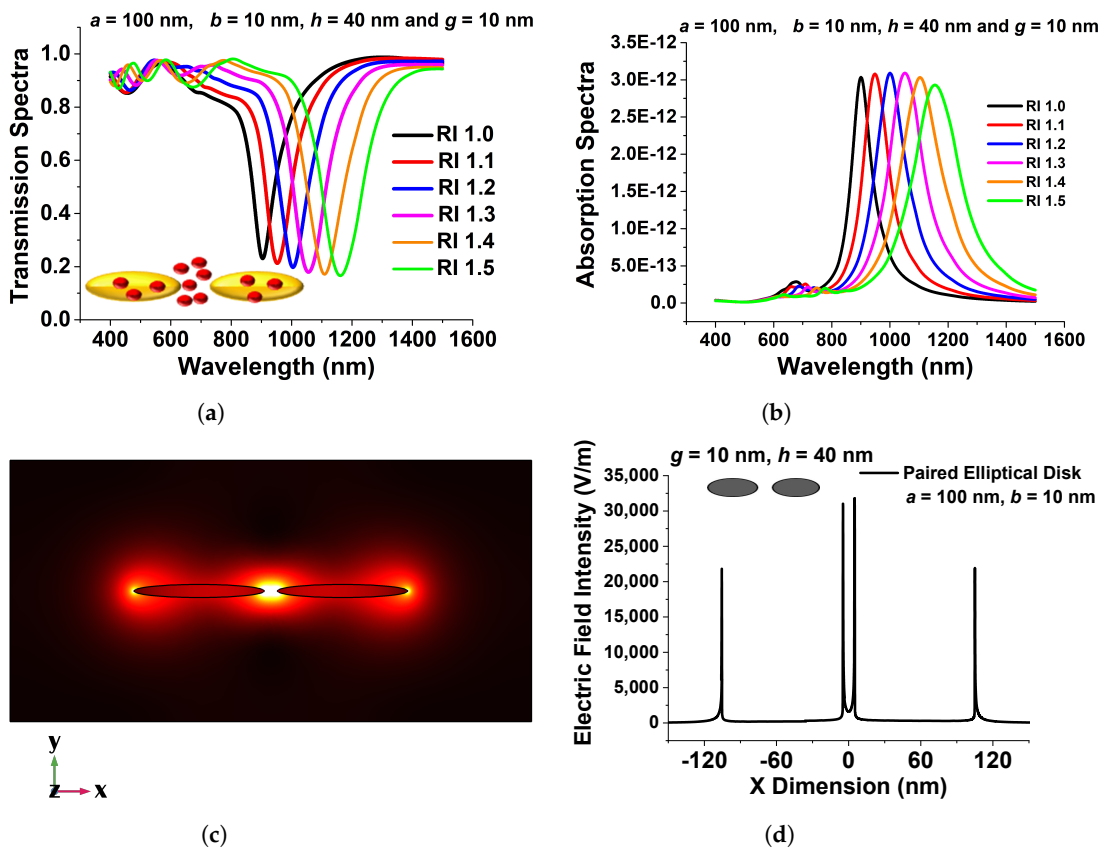 a = 100 nm, b = 10 nm, h = 40 nm and g = 10 nm
Transmission Spectra
1.0
0.8
0.6
0.4
0.2
0.0
RI 1.0
RI 1.1
RI 1.2
RI 1.3
RI 1.4
RI 1.5
400 600 800 1000 1200 1400 1600
Wavelength (nm)
(a)
a = 100 nm, b = 10 nm, h = 40 nm and g = 10 nm
Absorption Spectra
3.5E-12
3.0E-12
2.5E-12
2.0E-12
1.5E-12
1.0E-12
5.0E-13
0.0
RI 1.0
RI 1.1
RI 1.2
RI 1.3
RI 1.4
RI 1.5
400 600 800 1000 1200 1400 1600
Wavelength (nm)
(b)
y
z x
(c)
g = 10 nm, h = 40 nm
Electric Field Intensity (V/m)
35,000
30,000
25,000
20,000
15,000
10,000
5,000
0
Paired Elliptical Disk
a = 100 nm, b = 10 nm
-120 -60 0 60 120
X Dimension (nm)
(d)